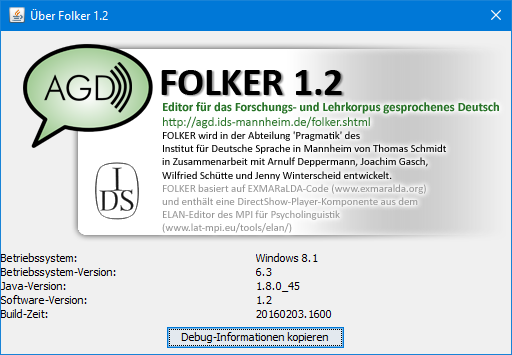 Über Folker 1.2
AGD
FOLKER 1.2
Editor für das Forschungs- und Lehrkorpus gesprochenes Deutsch
http://agd.ids-mannheim.de/folker.shtml
FOLKER wird in der Abteilung 'Pragmatik' des
Institut für Deutsche Sprache in Mannheim von Thomas Schmidt
in Zusammenarbeit mit Arnulf Deppermann, Joachim Gasch,
Wilfried Schütte und Jenny Winterscheid entwickelt.
FOLKER basiert auf EXMARaLDA-Code (www.exmaralda.org)
und enthält eine DirectShow-Player-Komponente aus dem
ELAN-Editor des MPI für Psycholinguistik
(www.lat-mpi.eu/tools/elan/)
I
DS
Betriebssystem: Windows 8.1
Betriebssystem-Version: 6.3
Java-Version: 1.8.0_45
Software-Version: 1.2
Build-Zeit: 20160203.1600
Debug-Informationen kopieren